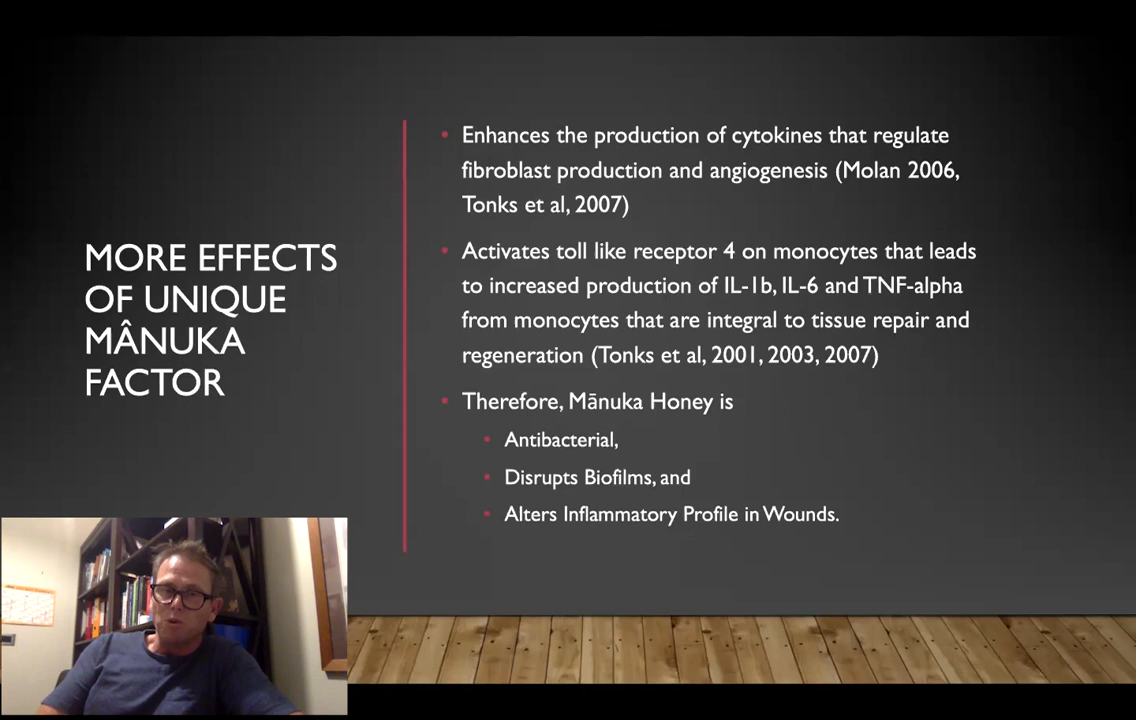 MORE EFFECTS
OF UNIQUE
MÂNUKA
FACTOR
• Enhances the production of cytokines that regulate
fibroblast production and angiogenesis (Molan 2006,
Tonks et al, 2007)
• Activates toll like receptor 4 on monocytes that leads
to increased production of IL-1b, IL-6 and TNF-alpha
from monocytes that are integral to tissue repair and
regeneration (Tonks et al, 2001, 2003, 2007)
• Therefore, Mānuka Honey is
• Antibacterial,
• Disrupts Biofilms, and
• Alters Inflammatory Profile in Wounds.